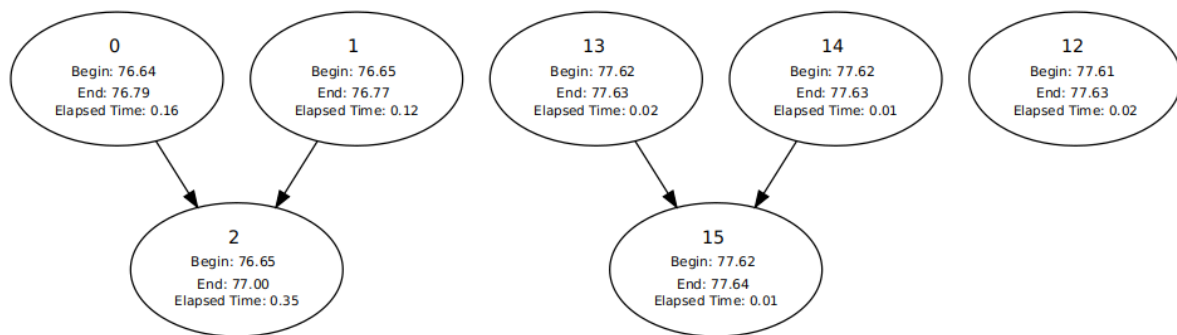 0
Begin: 76.64
End: 76.79
Elapsed Time: 0.16
1
Begin: 76.65
End: 76.77
Elapsed Time: 0.12
13
Begin: 77.62
End: 77.63
Elapsed Time: 0.02
14
Begin: 77.62
End: 77.63
Elapsed Time: 0.01
12
Begin: 77.61
End: 77.63
Elapsed Time: 0.02
2
Begin: 76.65
End: 77.00
Elapsed Time: 0.35
15
Begin: 77.62
End: 77.64
Elapsed Time: 0.01